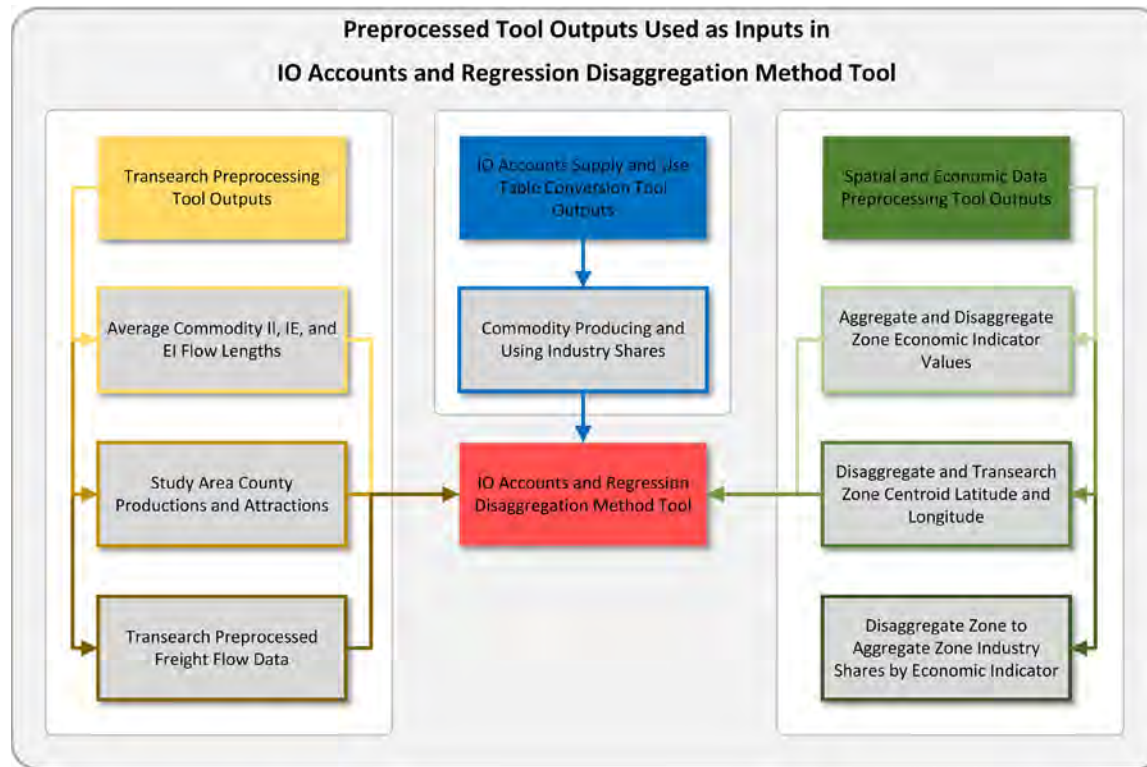 Preprocessed Tool Outputs Used as Inputs in
IO Accounts and Regression Disaggregation Method Tool
Transearch Preprocessing
Tool Outputs
Average Commodity II, IE, and
EI Flow Lengths
Study Area County
Productions and Attractions
Transearch Preprocessed
Freight Flow Data
IO Accounts Supply and Use
Table Conversion Tool
Outputs
Commodity Producing and
Using Industry Shares
IO Accounts and Regression
Disaggregation Method Tool
Spatial and Economic Data
Preprocessing Tool Outputs
Aggregate and Disaggregate
Zone Economic Indicator
Values
Disaggregate and Transearch
Zone Centroid Latitude and
Longitude
Disaggregate Zone to
Aggregate Zone Industry
Shares by Economic Indicator